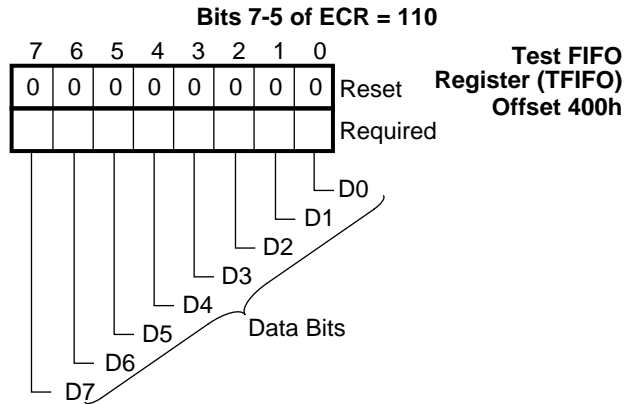 Bits 7-5 of ECR = 110
7 6 5 4 3 2 1 0
Test FIFO
Register (TFIFO)
Offset 400h
0 0 0 0 0 0 0 0 Reset
Required
D0
D1
D2
D3
D4
D5
D6
D7
Data Bits